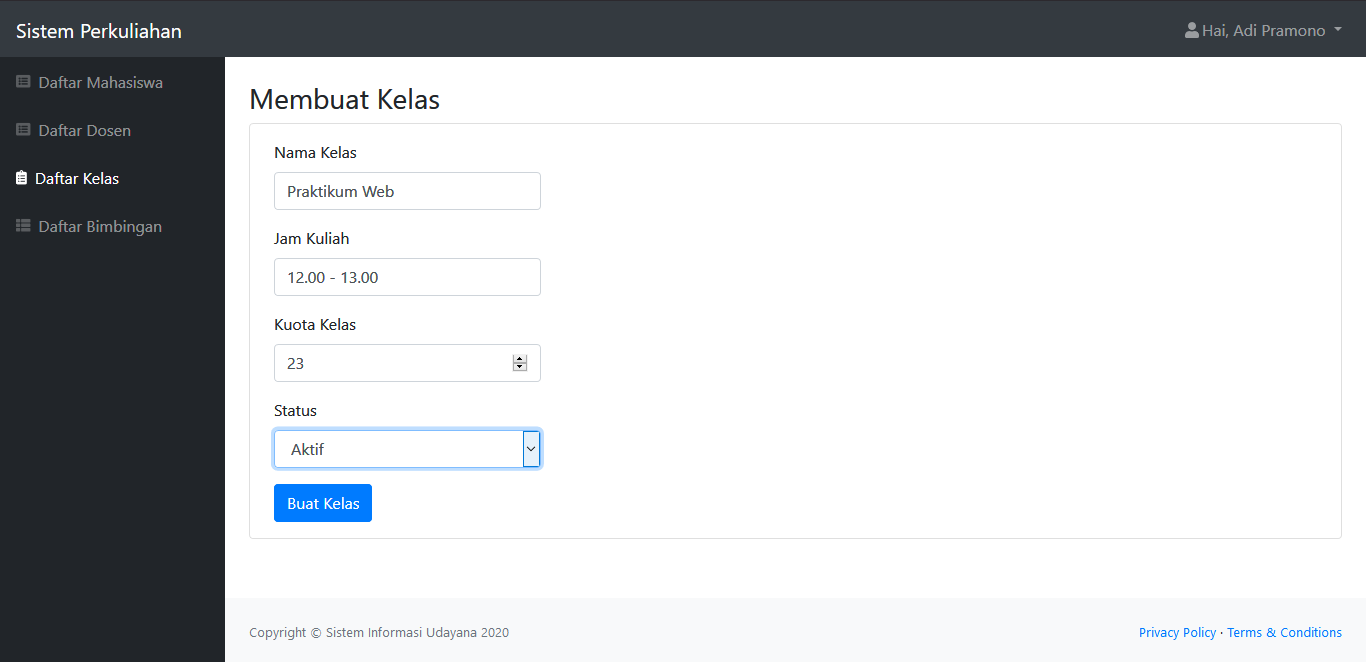 Sistem Perkuliahan
Hai, Adi Pramono
Daftar Mahasiswa
Daftar Dosen
Daftar Kelas
Daftar Bimbingan
Membuat Kelas
Nama Kelas
Praktikum Web
Jam Kuliah
12.00 - 13.00
Kuota Kelas
23
Status
Aktif
Buat Kelas
Copyright © Sistem Informasi Udayana 2020
Privacy Policy · Terms & Conditions